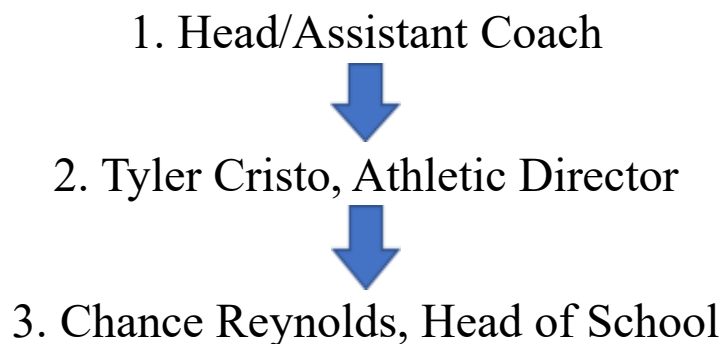 1. Head/Assistant Coach
2. Tyler Cristo, Athletic Director
3. Chance Reynolds, Head of School